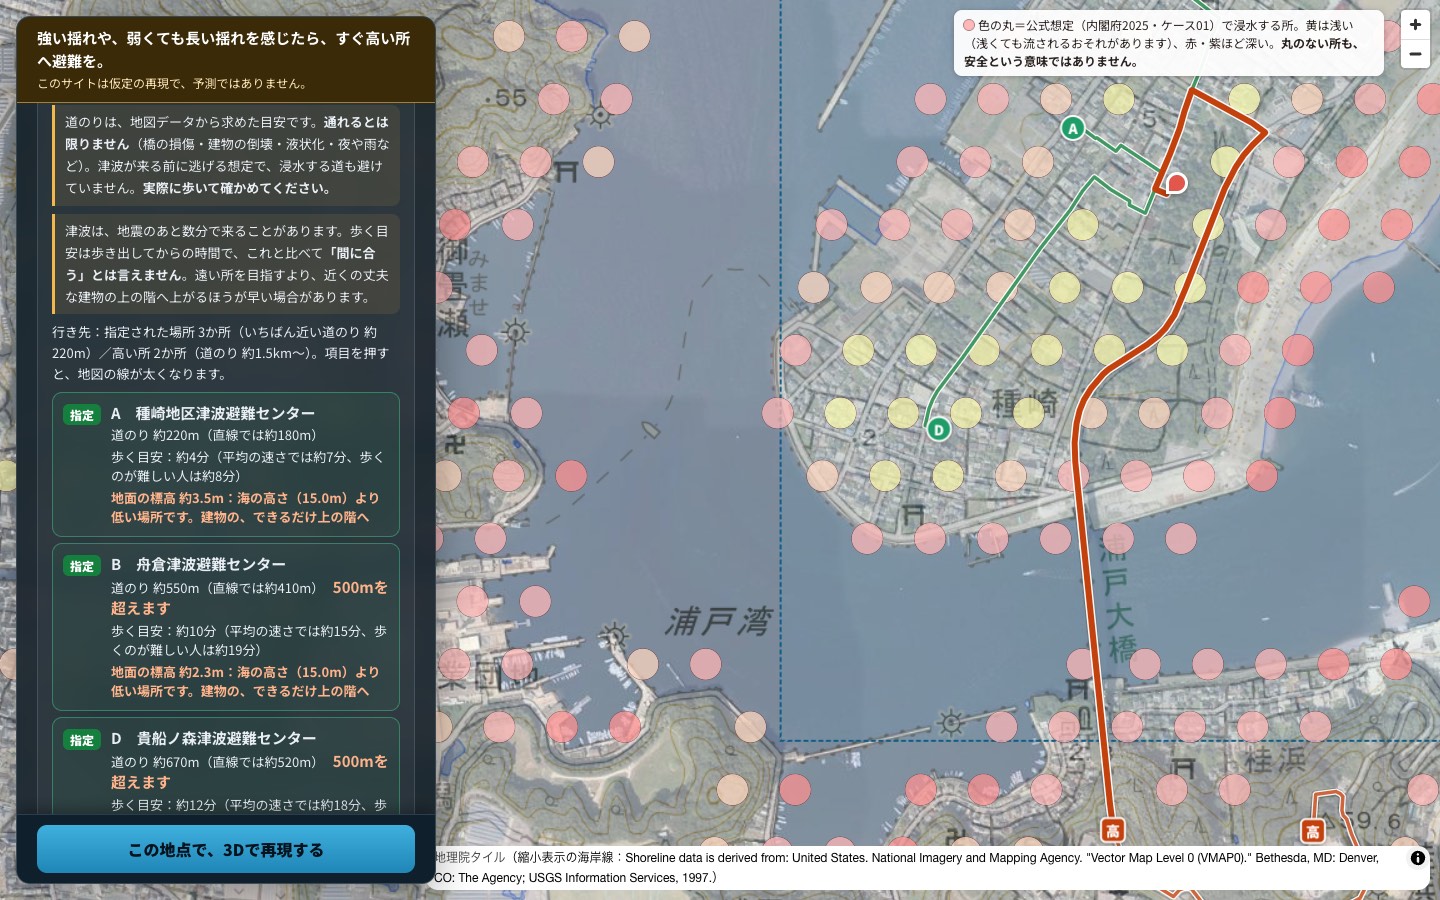 強い揺れや、弱くても長い揺れを感じたら、すぐ高い所
へ避難を。
このサイトは仮定の再現で、予測ではありません。
道のりは、地図データから求めた目安です。通れるとは
限りません（橋の損傷・建物の倒壊・液状化・夜や雨な
ど）。津波が来る前に逃げる想定で、浸水する道も避け
ていません。実際に歩いて確かめてください。
津波は、地震のあと数分で来ることがあります。歩く目
安は歩き出してからの時間で、これと比べて「間に合
う」とは言えません。遠い所を目指すより、近くの丈夫
な建物の上の階へ上がるほうが早い場合があります。
行き先：指定された場所 3か所（いちばん近い道のり 約
220m）／高い所 2か所（道のり 約1.5km〜）。項目を押す
と、地図の線が太くなります。
指定 A 種崎地区津波避難センター
道のり 約220m（直線では約180m）
歩く目安：約4分（平均の速さでは約7分、歩く
のが難しい人は約8分）
地面の標高 約3.5m：海の高さ（15.0m）より
低い場所です。建物の、できるだけ上の階へ
指定 B 舟倉津波避難センター
道のり 約550m（直線では約410m） 500mを
超えます
歩く目安：約10分（平均の速さでは約15分、歩
くのが難しい人は約19分）
地面の標高 約2.3m：海の高さ（15.0m）より
低い場所です。建物の、できるだけ上の階へ
指定 D 貴船ノ森津波避難センター
道のり 約670m（直線では約520m） 500mを
超えます
歩く目安：約12分（平均の速さでは約18分、歩
この地点で、3Dで再現する
色の丸＝公式想定（内閣府2025・ケース01）で浸水する所。黄は浅い
（浅くても流されるおそれがあります）、赤・紫ほど深い。丸のない所も、
安全という意味ではありません。
+
−
.55
A
御畳瀬
みませ
種崎
D
.2
浦戸大橋
浦戸湾
桂浜
59.6
高
高
地理院タイル（縮小表示の海岸線：Shoreline data is derived from: United States. National Imagery and Mapping Agency. "Vector Map Level 0 (VMAP0)." Bethesda, MD: Denver,
CO: The Agency; USGS Information Services, 1997.）